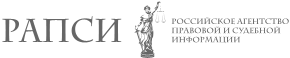 РАПСИ
РОССИЙСКОЕ АГЕНТСТВО
ПРАВОВОЙ И СУДЕБНОЙ
ИНФОРМАЦИИ